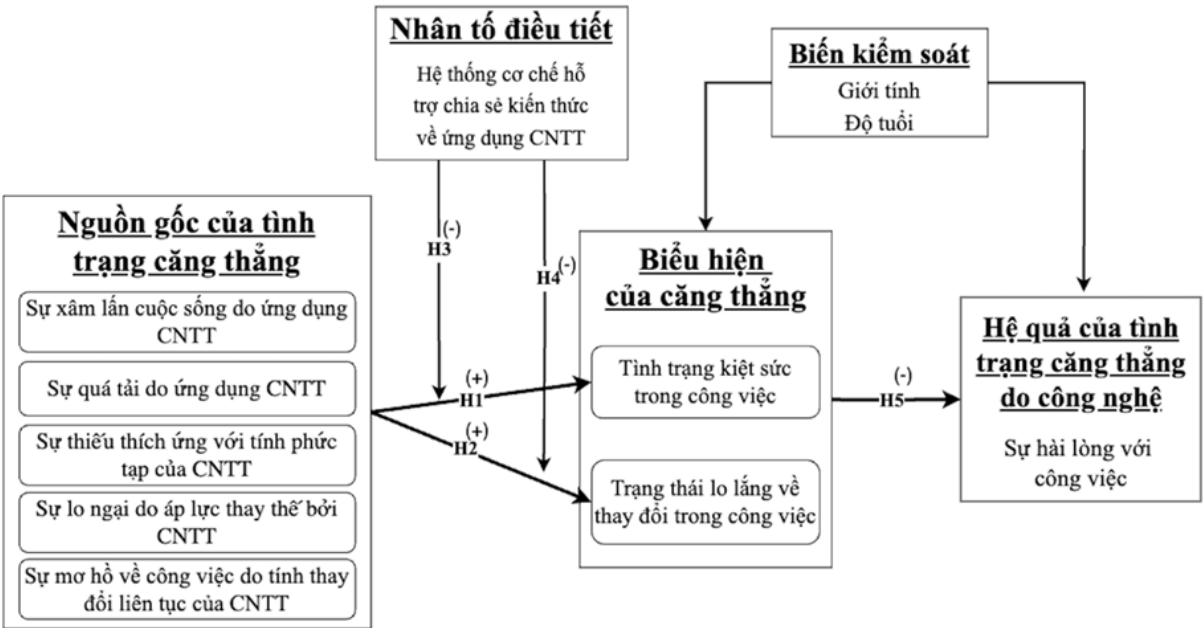 Nhân tố điều tiết
Hệ thống cơ chế hỗ
trợ chia sẻ kiến thức
về ứng dụng CNTT
Biến kiểm soát
Giới tính
Độ tuổi
Nguồn gốc của tình
trạng căng thẳng
Sự xâm lấn cuộc sống do ứng dụng
CNTT
Sự quá tải do ứng dụng CNTT
Sự thiếu thích ứng với tính phức
tạp của CNTT
Sự lo ngại do áp lực thay thế bởi
CNTT
Sự mơ hồ về công việc do tính thay
đổi liên tục của CNTT
(-)
H3
(-)
H4
(+)
H1
(+)
H2
Biểu hiện
của căng thẳng
Tình trạng kiệt sức
trong công việc
Trạng thái lo lắng về
thay đổi trong công việc
(-)
H5
Hệ quả của tình
trạng căng thẳng
do công nghệ
Sự hài lòng với
công việc